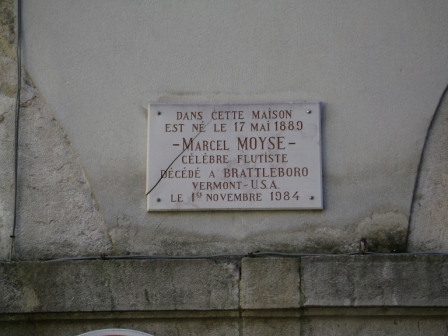 DANS CETTE MAISON
EST NÉ LE 17 MAI 1889
-MARCEL MOYSE-
CÉLÈBRE FLUTISTE
DÉCÉDÉ A BRATTLEBORO
VERMONT-U.S.A.
LE 1er NOVEMBRE 1984